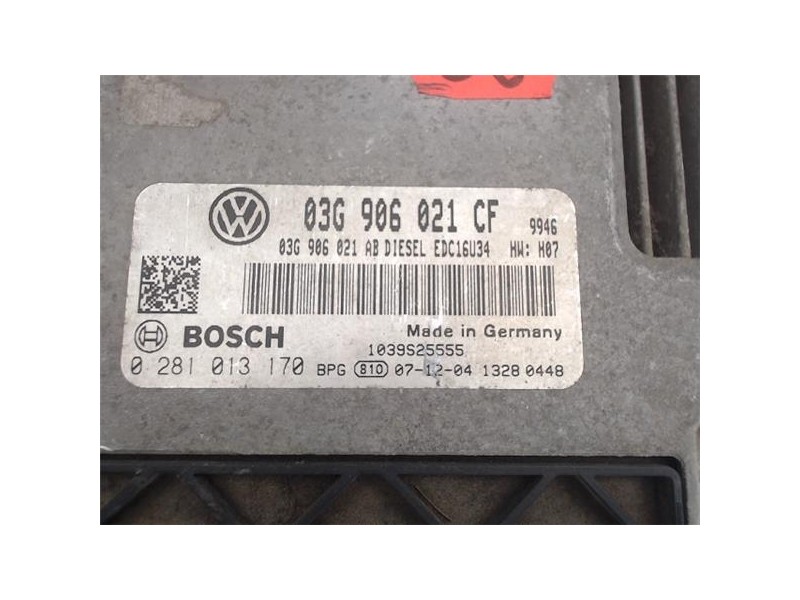 03G 906 021 CF 9946
03G 906 021 AB DIESEL EDC16U34 HW: H07
BOSCH Made in Germany
1039S25555
0 281 013 170 BPG 810 07-12-04 1328 0448